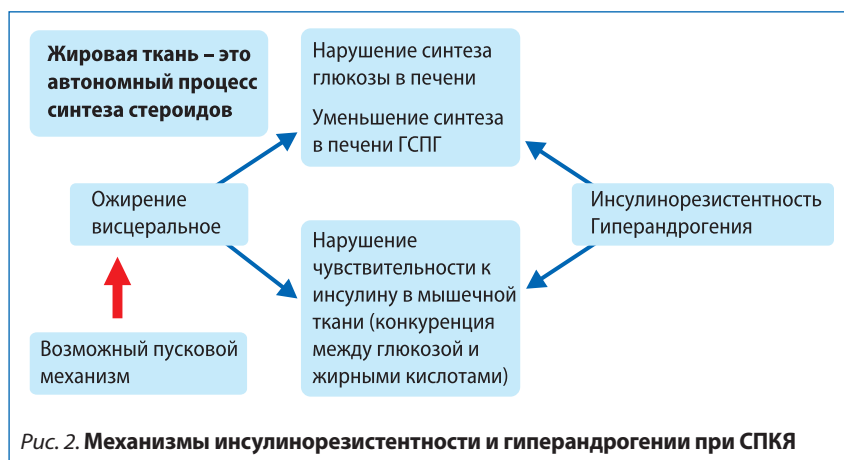 Жировая ткань – это
автономный процесс
синтеза стероидов
Нарушение синтеза
глюкозы в печени
Уменьшение синтеза
в печени ГСПГ
Ожирение
висцеральное
Инсулинорезистентность
Гиперандрогения
Нарушение
чувствительности к
инсулину в мышечной
ткани (конкуренция
между глюкозой и
жирными кислотами)
Возможный пусковой
механизм
Рис. 2. Механизмы инсулинорезистентности и гиперандрогении при СПКЯ